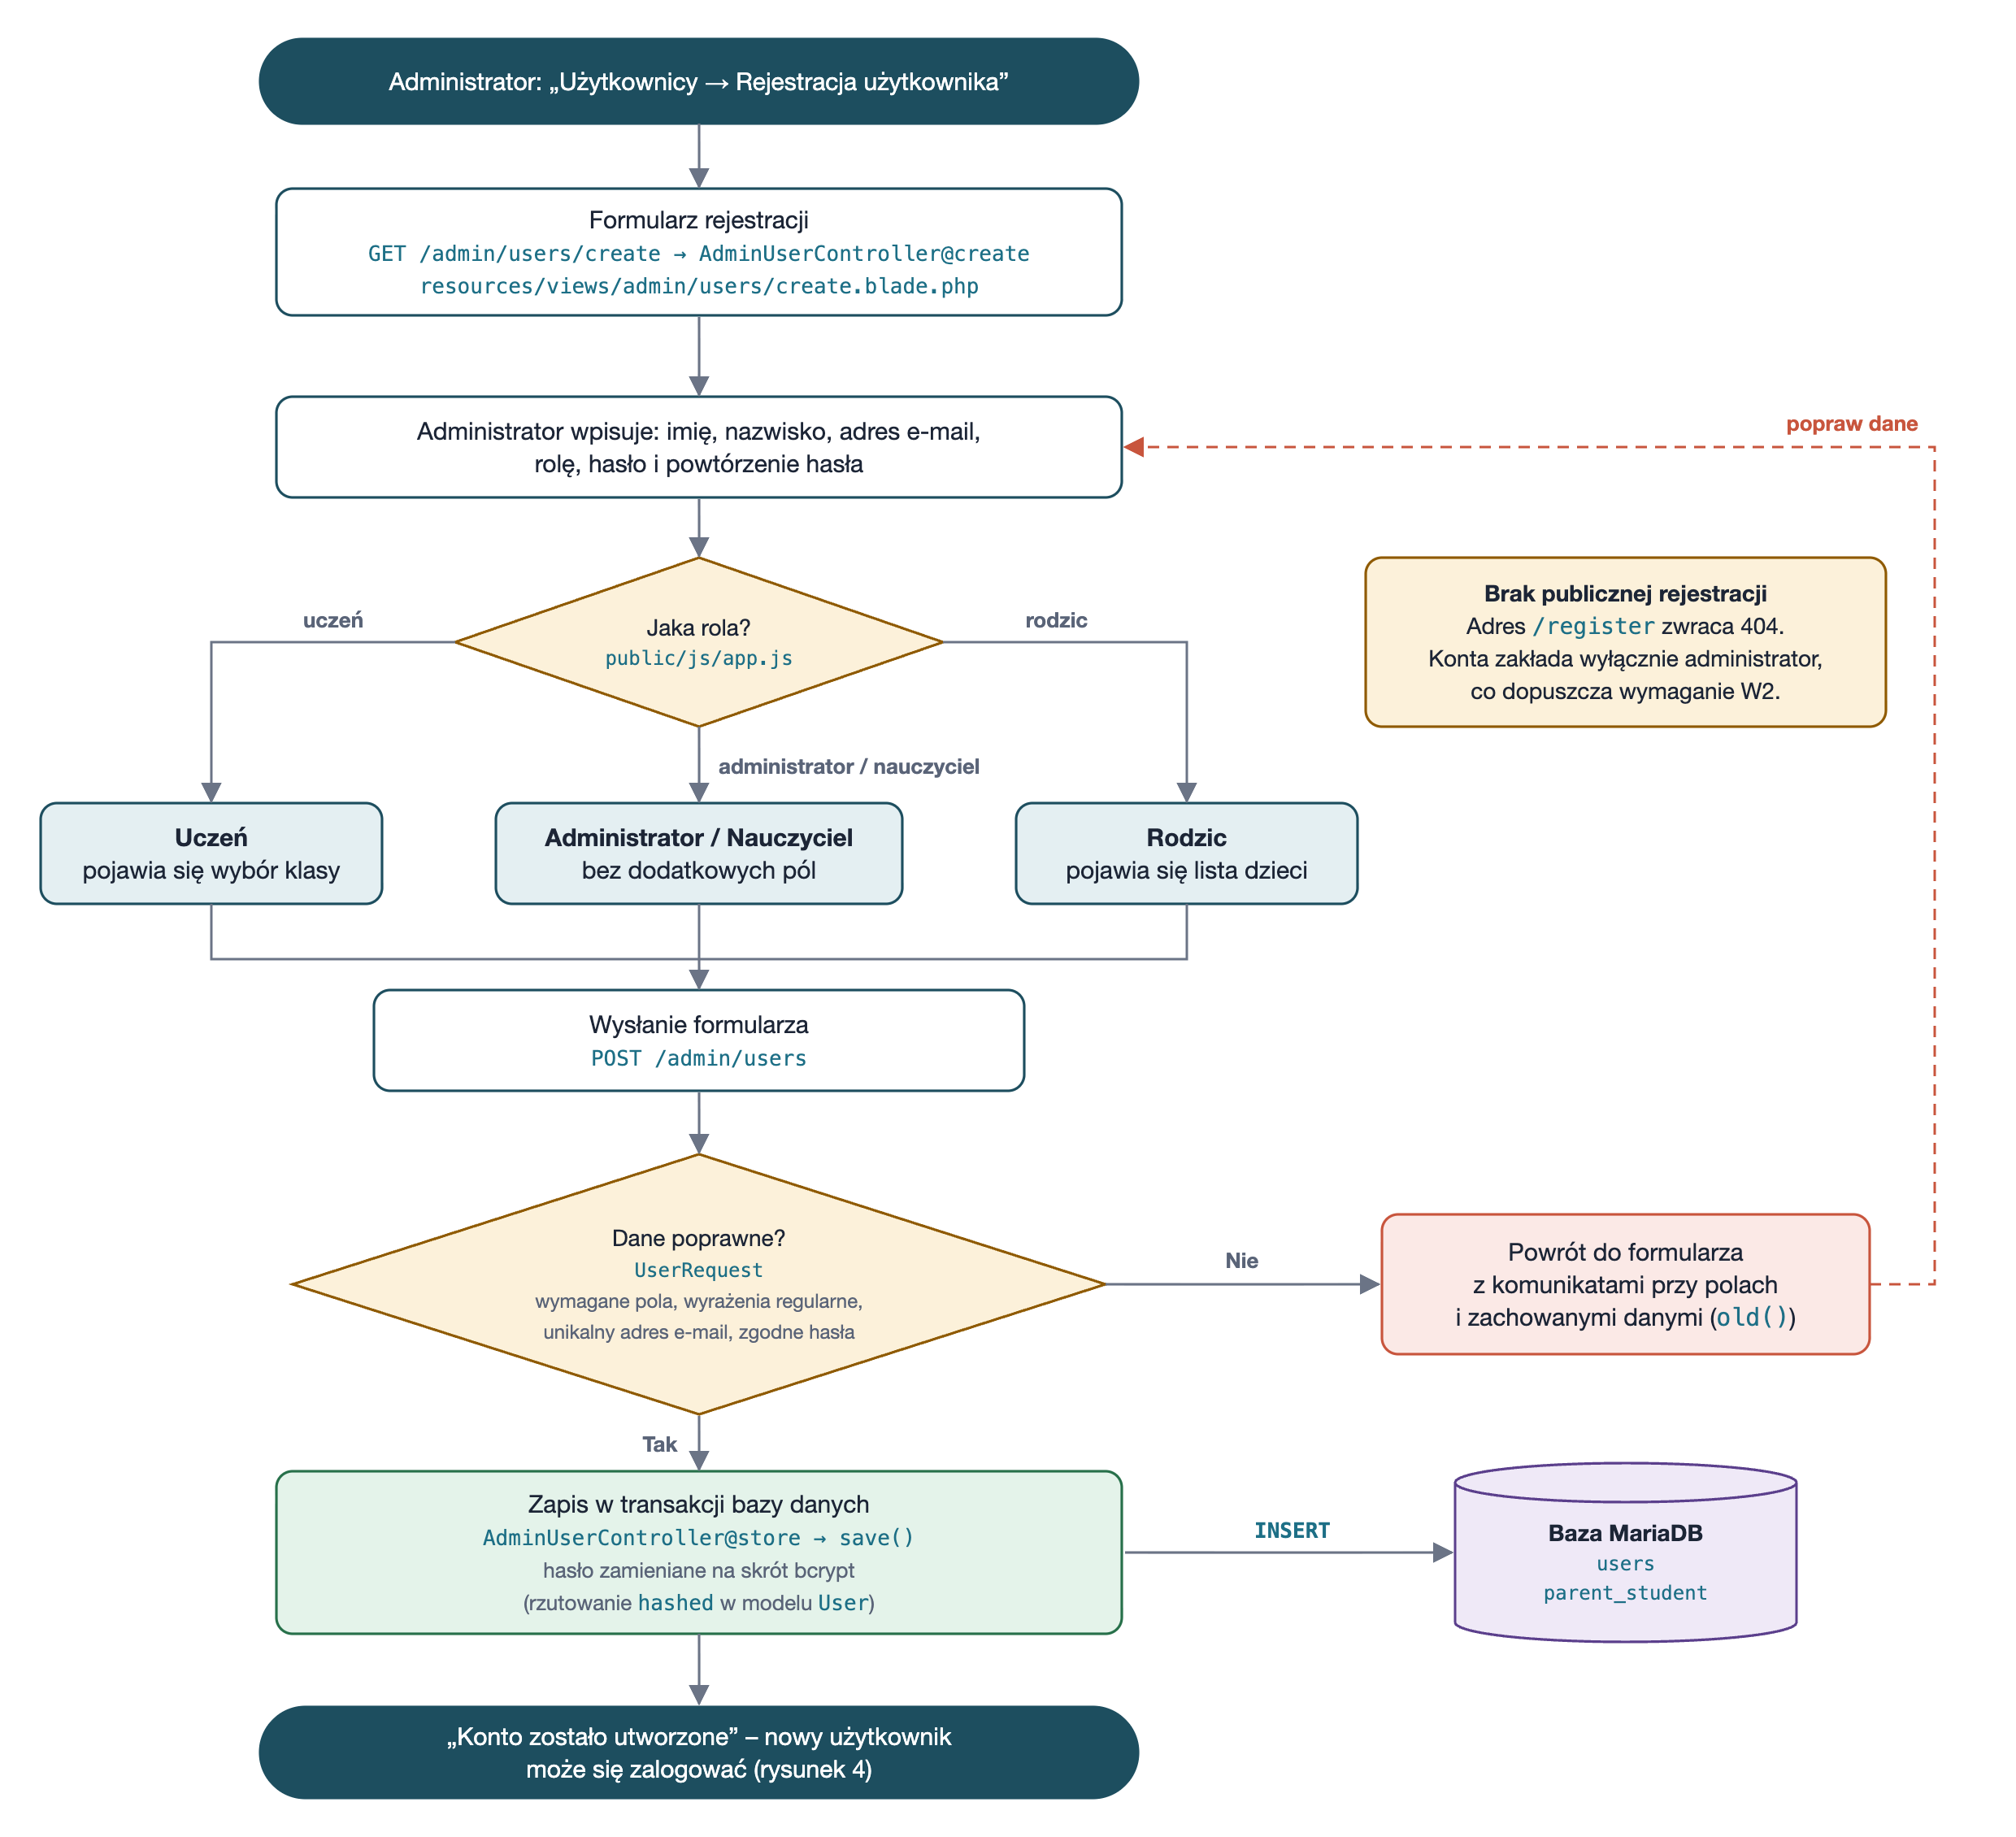 Administrator: „Użytkownicy → Rejestracja użytkownika”
Formularz rejestracji
GET /admin/users/create → AdminUserController@create
resources/views/admin/users/create.blade.php
Administrator wpisuje: imię, nazwisko, adres e-mail,
rolę, hasło i powtórzenie hasła
popraw dane
Brak publicznej rejestracji
Adres /register zwraca 404.
Konta zakłada wyłącznie administrator,
co dopuszcza wymaganie W2.
uczeń
Jaka rola?
public/js/app.js
rodzic
administrator / nauczyciel
Uczeń
pojawia się wybór klasy
Administrator / Nauczyciel
bez dodatkowych pól
Rodzic
pojawia się lista dzieci
Wysłanie formularza
POST /admin/users
Dane poprawne?
UserRequest
wymagane pola, wyrażenia regularne,
unikalny adres e-mail, zgodne hasła
Nie
Powrót do formularza
z komunikatami przy polach
i zachowanymi danymi (old())
Tak
Zapis w transakcji bazy danych
AdminUserController@store → save()
hasło zamieniane na skrót bcrypt
(rzutowanie hashed w modelu User)
INSERT
Baza MariaDB
users
parent_student
„Konto zostało utworzone” – nowy użytkownik
może się zalogować (rysunek 4)